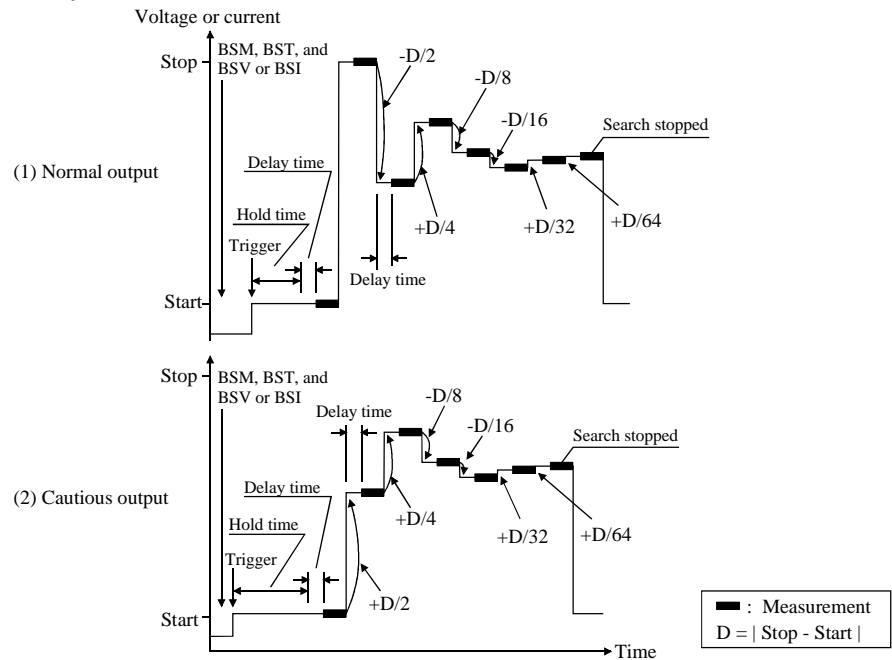 Voltage or current
Stop
BSM, BST, and
BSV or BSI
-D/2
-D/8
-D/16
Search stopped
(1) Normal output
Delay time
Hold time
Trigger
+D/4
+D/32
+D/64
Delay time
Start
Stop
BSM, BST, and
BSV or BSI
Delay time
-D/8
-D/16
Search stopped
(2) Cautious output
Delay time
Hold time
Trigger
+D/4
+D/32
+D/64
+D/2
Start
Time
: Measurement
D = | Stop - Start |